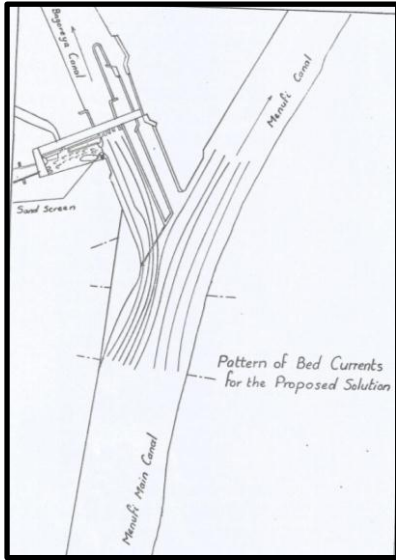 Bagoreya Canal
Menufi Canal
Sand Screen
Pattern of Bed Currents
for the Proposed Solution
Menufi Main Canal